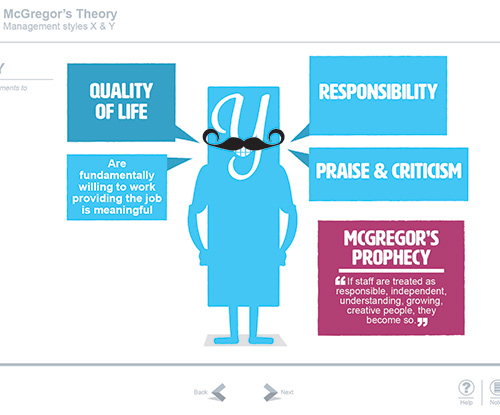 McGregor's Theory
Management styles X & Y
Y
ments to
QUALITY
OF LIFE
Are
fundamentally
willing to work
providing the job
is meaningful
Y
RESPONSIBILITY
PRAISE & CRITICISM
MCGREGOR'S
PROPHECY
“If staff are treated as
responsible, independent,
understanding, growing,
creative people, they
become so.”
Back
Next
Help
Not